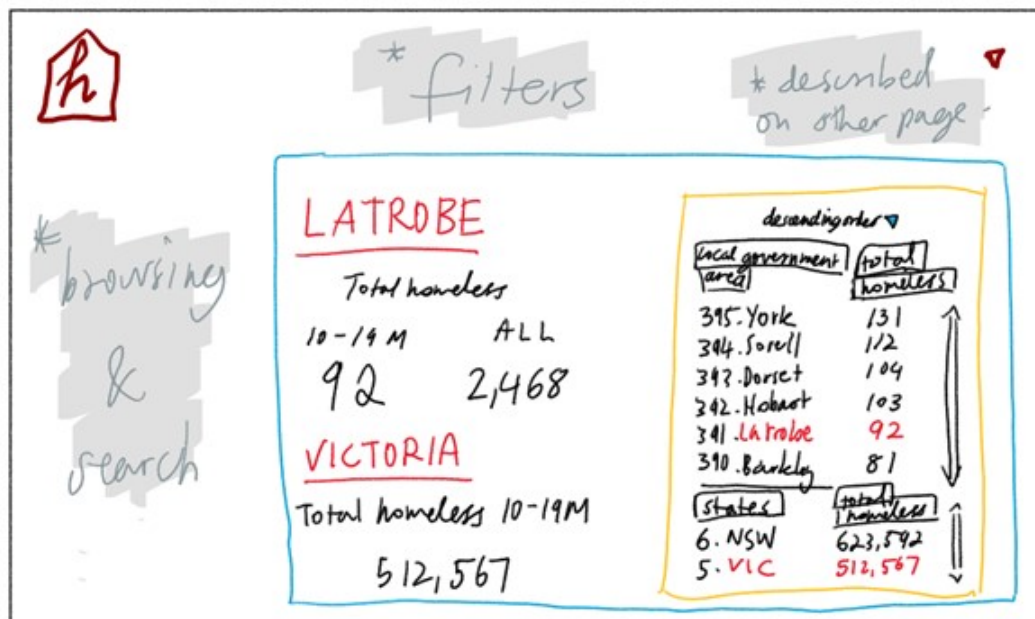 h
* filters
* described
on other page
* browsing
&
search
LATROBE
Total homeless
10-19 M ALL
92 2,468
VICTORIA
Total homeless 10-19M
512,567
descending order
local government area total homeless
395. York 131
394. Sorell 112
393. Dorset 104
392. Hobart 103
391. Latrobe 92
390. Barkly 81
states total homeless
6. NSW 623,592
5. VIC 512,567